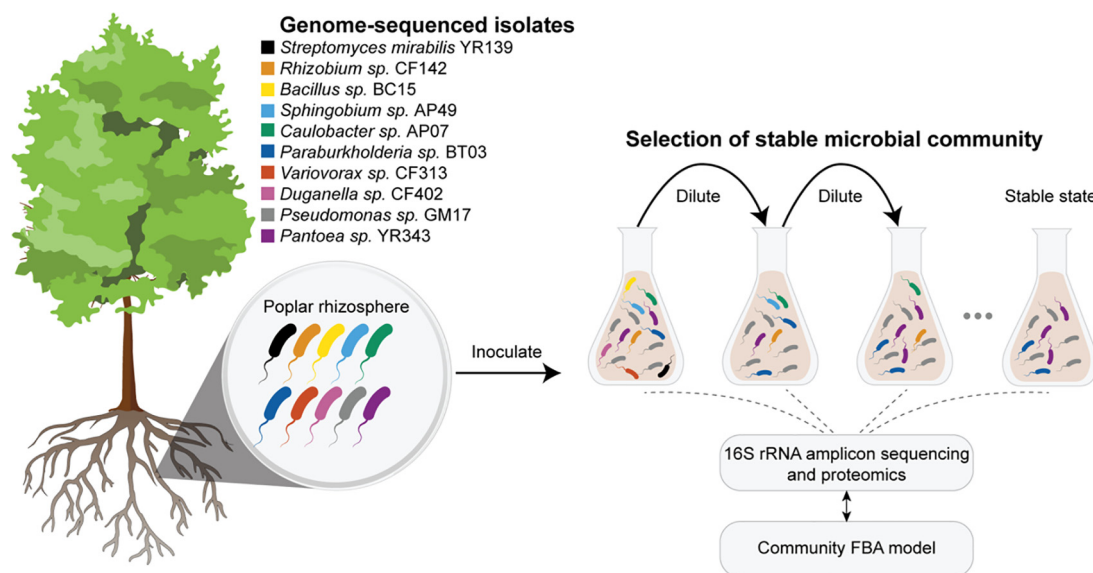 Genome-sequenced isolates
Streptomyces mirabilis YR139
Rhizobium sp. CF142
Bacillus sp. BC15
Sphingobium sp. AP49
Caulobacter sp. AP07
Paraburkholderia sp. BT03
Variovorax sp. CF313
Duganella sp. CF402
Pseudomonas sp. GM17
Pantoea sp. YR343
Poplar rhizosphere
Inoculate
Selection of stable microbial community
Dilute
Dilute
Stable state
16S rRNA amplicon sequencing
and proteomics
Community FBA model